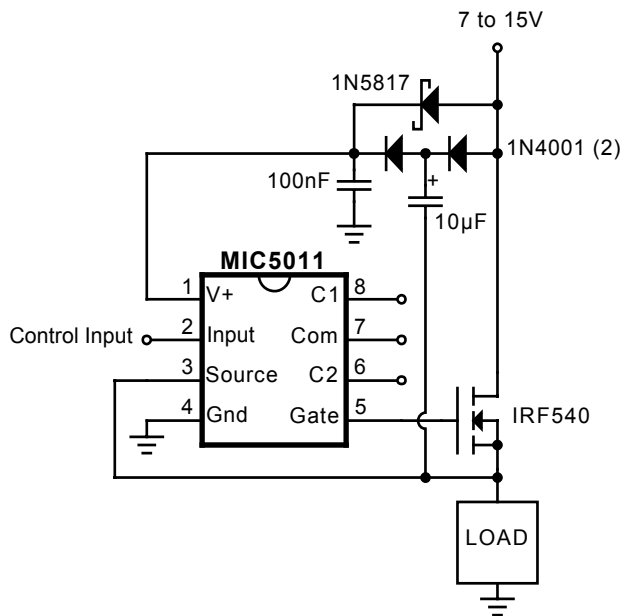 7 to 15V
1N5817
1N4001 (2)
100nF
+
10µF
MIC5011
1 V+ C1 8
Control Input 2 Input Com 7
3 Source C2 6
4 Gnd Gate 5
IRF540
LOAD